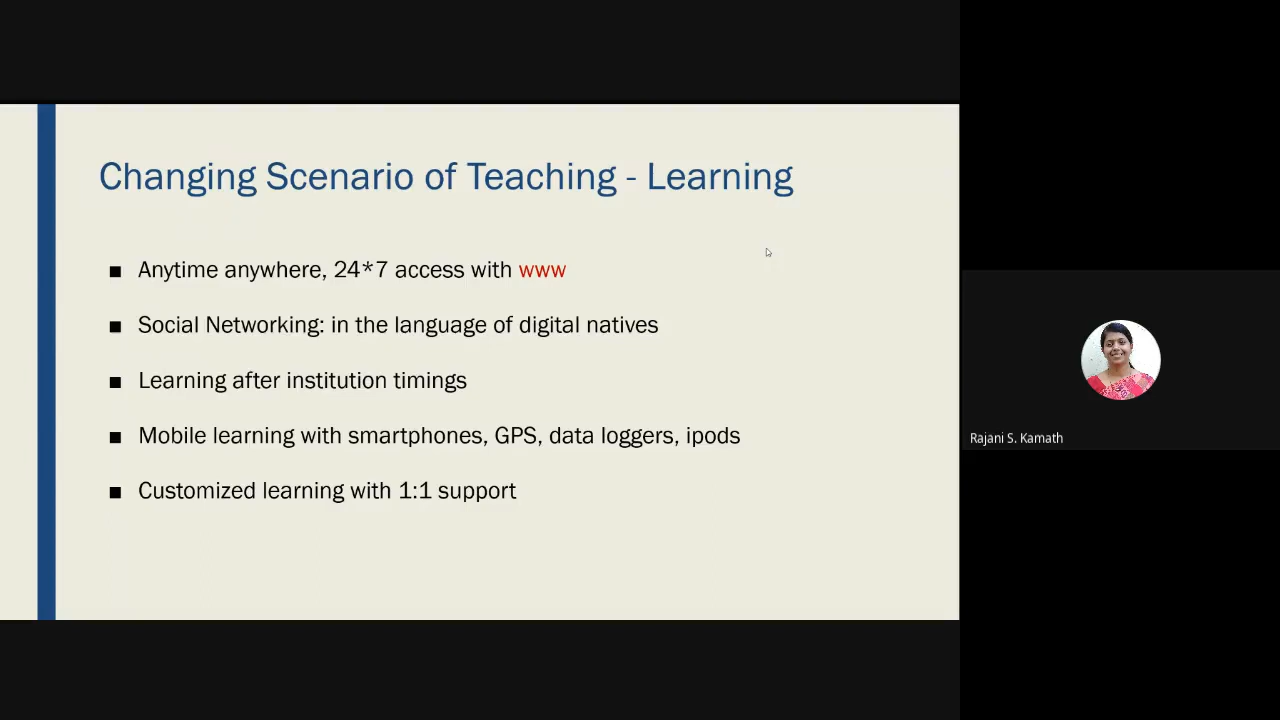 Changing Scenario of Teaching - Learning
■ Anytime anywhere, 24*7 access with www
■ Social Networking: in the language of digital natives
■ Learning after institution timings
■ Mobile learning with smartphones, GPS, data loggers, ipods
■ Customized learning with 1:1 support
Rajani S. Kamath